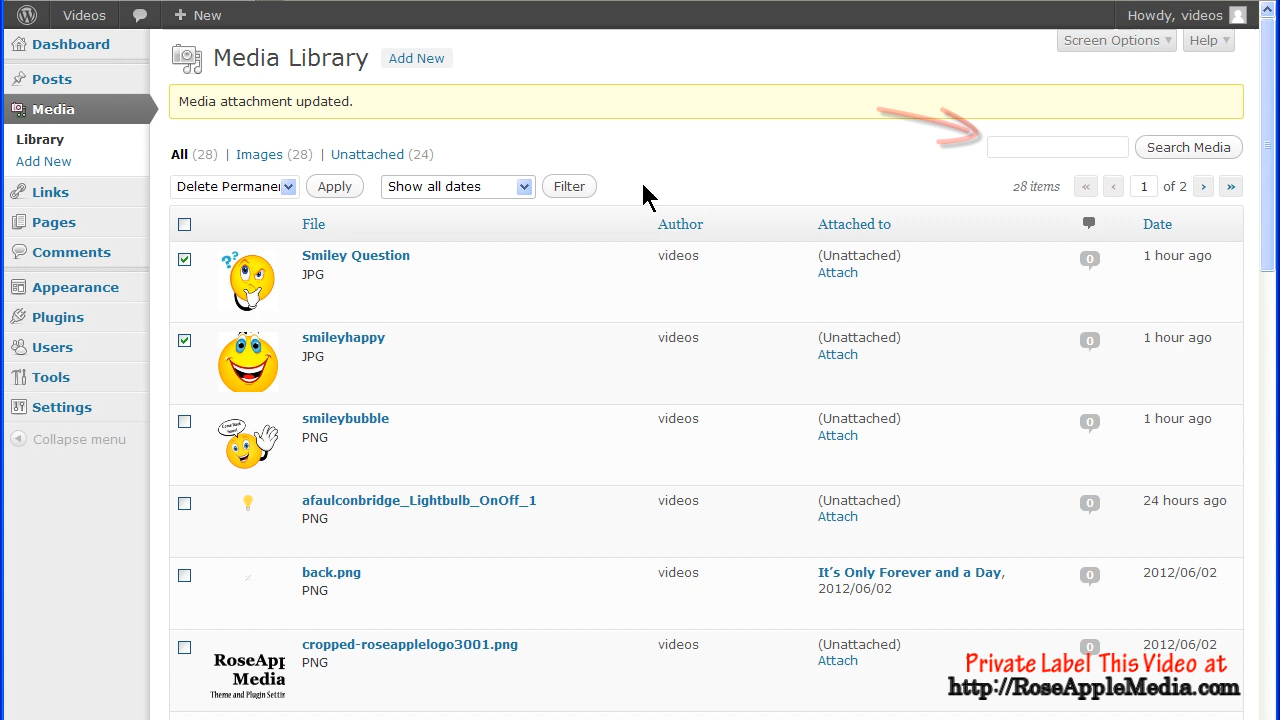 Videos
New
Howdy, videos
Dashboard
Posts
Media
Library
Add New
Links
Pages
Comments
Appearance
Plugins
Users
Tools
Settings
Collapse menu
Screen Options
Help
Media Library Add New
Media attachment updated.
All (28) | Images (28) | Unattached (24)
Search Media
Delete Permaner Apply Show all dates Filter
28 items « ‹ 1 of 2 › »
File Author Attached to Date
Smiley Question videos (Unattached) 0 1 hour ago
JPG Attach
smileyhappy videos (Unattached) 0 1 hour ago
JPG Attach
smileybubble videos (Unattached) 0 1 hour ago
PNG Attach
afaulconbridge_Lightbulb_OnOff_1 videos (Unattached) 0 24 hours ago
PNG Attach
back.png videos It's Only Forever and a Day, 0 2012/06/02
PNG 2012/06/02
cropped-roseapplelogo3001.png videos (Unattached) 0 2012/06/02
PNG Attach
RoseApp
Media
Theme and Plugin Settin
Private Label This Video at
http://RoseAppleMedia.com